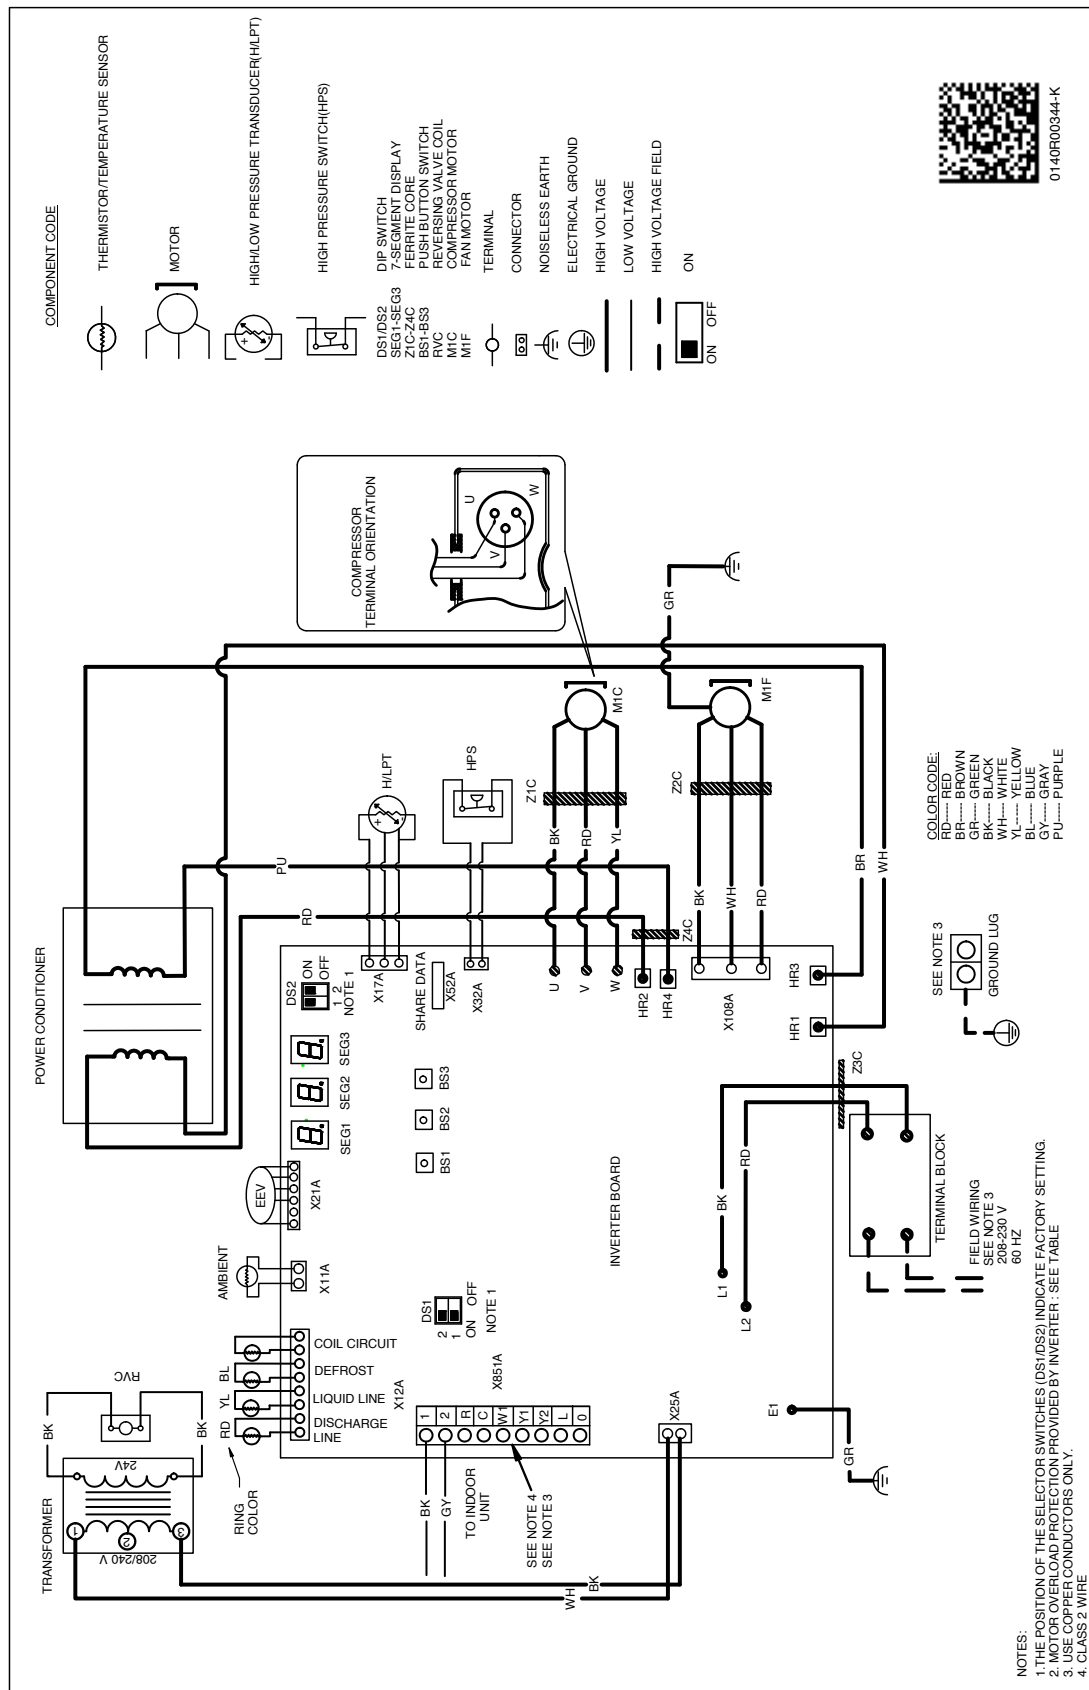 COMPONENT CODE
THERMISTOR/TEMPERATURE SENSOR
MOTOR
HIGH/LOW PRESSURE TRANSDUCER(H/LPT)
HIGH PRESSURE SWITCH(HPS)
DS1/DS2 DIP SWITCH
SEG1-SEG3 7-SEGMENT DISPLAY
Z1C-Z4C FERRITE CORE
BS1-BS3 PUSH BUTTON SWITCH
RVC REVERSING VALVE COIL
M1C COMPRESSOR MOTOR
M1F FAN MOTOR
TERMINAL
CONNECTOR
NOISELESS EARTH
ELECTRICAL GROUND
HIGH VOLTAGE
LOW VOLTAGE
HIGH VOLTAGE FIELD
ON OFF
ON
0140R00344-K
COMPRESSOR
TERMINAL ORIENTATION
U
V
W
POWER CONDITIONER
PU
RD
H/LPT
HPS
Z1C
M1C
BK
RD
YL
GR
Z2C
M1F
BK
WH
RD
Z4C
BR
WH
TRANSFORMER
208/240 V
24V
1
2
3
BK
BK
RVC
RING
COLOR
RD
YL
BL
AMBIENT
EEV
COIL CIRCUIT
DEFROST
LIQUID LINE
DISCHARGE
LINE
X12A
X11A
X21A
SEG1
SEG2
SEG3
DS2
ON
OFF
1 2
NOTE 1
X17A
SHARE DATA
X52A
X32A
BS1
BS2
BS3
U
V
W
HR2
HR4
X108A
HR1
HR3
DS1
2
1
ON OFF
NOTE 1
X851A
1
2
R
C
W1
Y1
Y2
L
0
BK
GY
TO INDOOR
UNIT
SEE NOTE 4
SEE NOTE 3
INVERTER BOARD
X25A
WH
BK
E1
GR
L1
BK
L2
RD
Z3C
TERMINAL BLOCK
FIELD WIRING
SEE NOTE 3
208-230 V
60 HZ
SEE NOTE 3
GROUND LUG
COLOR CODE:
RD----- RED
BR----- BROWN
GR----- GREEN
BK----- BLACK
WH---- WHITE
YL----- YELLOW
BL----- BLUE
GY---- GRAY
PU----- PURPLE
NOTES:
1.THE POSITION OF THE SELECTOR SWITCHES (DS1/DS2) INDICATE FACTORY SETTING.
2. MOTOR OVERLOAD PROTECTION PROVIDED BY INVERTER : SEE TABLE
3. USE COPPER CONDUCTORS ONLY.
4. CLASS 2 WIRE